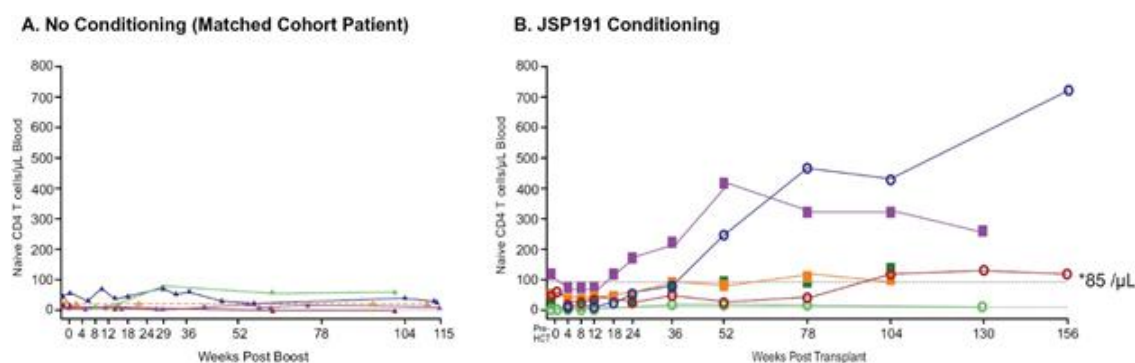 A. No Conditioning (Matched Cohort Patient)
B. JSP191 Conditioning
Naive CD4 T cells/µL Blood
800
700
600
500
400
300
200
100
0
0 4 8 12 18 24 29 36 52 78 104 115
Weeks Post Boost
Naive CD4 T cells/µL Blood
800
700
600
500
400
300
200
100
0
*85 /µL
Pre-
HCT
0 4 8 12 18 24 36 52 78 104 130 156
Weeks Post Transplant